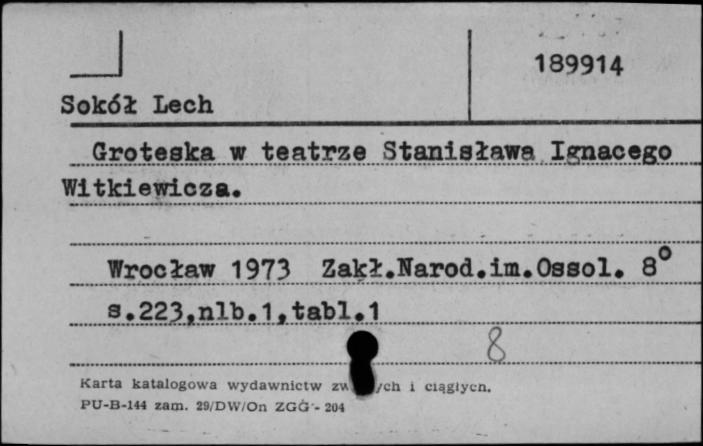 189914
Sokół Lech
Groteska w teatrze Stanisława Ignacego
Witkiewicza.
Wrocław 1973 Zakł.Narod.im.Ossol. 8°
s.223,nlb.1,tabl.1
8
Karta katalogowa wydawnictw i ciągłych.
PU-B-144 zam. 29/DW/On ZGG - 204